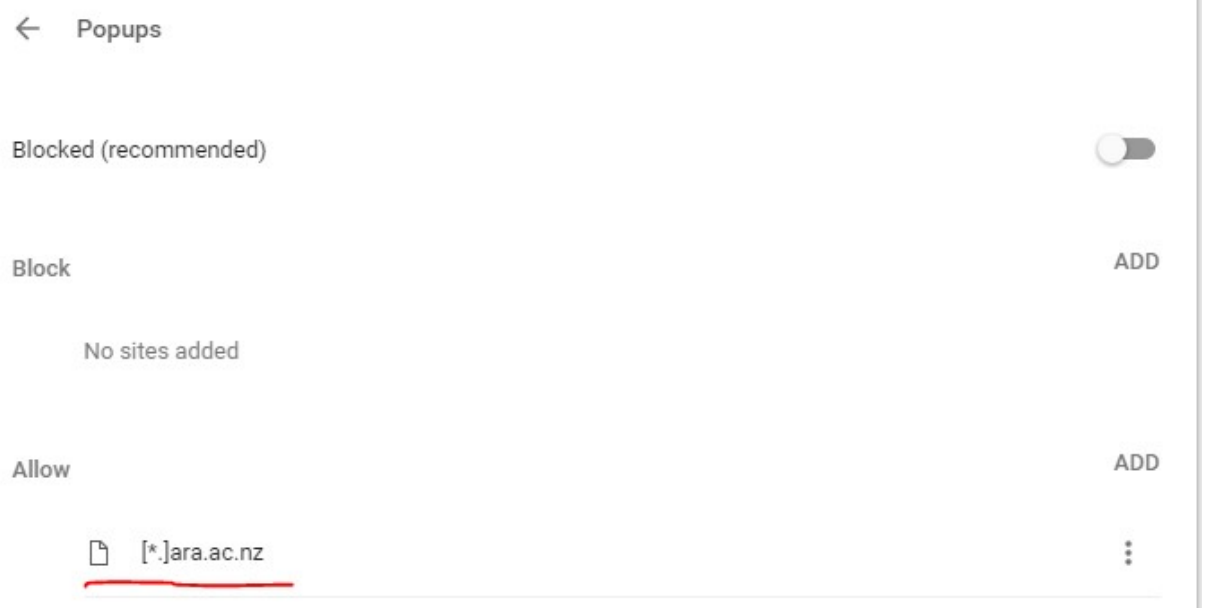 Popups
Blocked (recommended)
Block ADD
No sites added
Allow ADD
[*.]ara.ac.nz